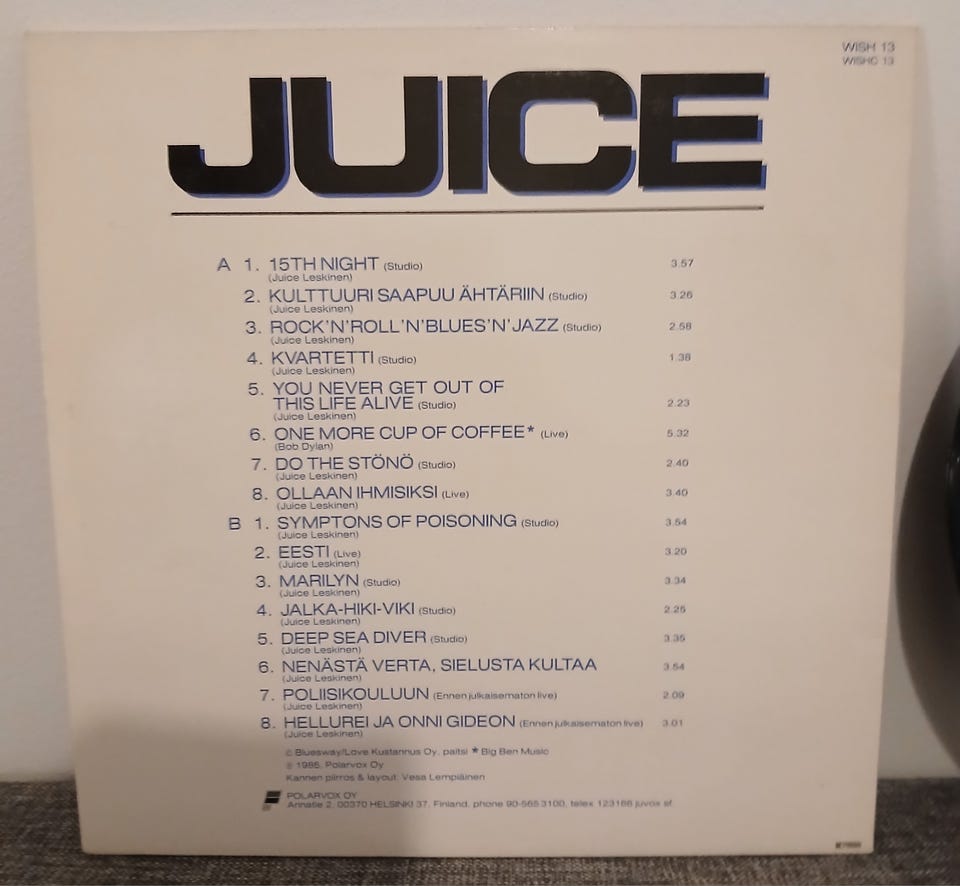 WISH 13
WISHC 13
JUICE
A 1. 15TH NIGHT (Studio) 3.57
(Juice Leskinen)
2. KULTTUURI SAAPUU ÄHTÄRIIN (Studio) 3.26
(Juice Leskinen)
3. ROCK'N'ROLL'N'BLUES'N'JAZZ (Studio) 2.58
(Juice Leskinen)
4. KVARTETTI (Studio) 1.38
(Juice Leskinen)
5. YOU NEVER GET OUT OF
THIS LIFE ALIVE (Studio) 2.23
(Juice Leskinen)
6. ONE MORE CUP OF COFFEE* (Live) 5.32
(Bob Dylan)
7. DO THE STÖNÖ (Studio) 2.40
(Juice Leskinen)
8. OLLAAN IHMISIKSI (Live) 3.40
(Juice Leskinen)
B 1. SYMPTONS OF POISONING (Studio) 3.54
(Juice Leskinen)
2. EESTI (Live) 3.20
(Juice Leskinen)
3. MARILYN (Studio) 3.34
(Juice Leskinen)
4. JALKA-HIKI-VIKI (Studio) 2.25
(Juice Leskinen)
5. DEEP SEA DIVER (Studio) 3.35
(Juice Leskinen)
6. NENÄSTÄ VERTA, SIELUSTA KULTAA 3.54
(Juice Leskinen)
7. POLIISIKOULUUN (Ennen julkaisematon live) 2.09
(Juice Leskinen)
8. HELLUREI JA ONNI GIDEON (Ennen julkaisematon live) 3.01
(Juice Leskinen)
© Bluesway/Love Kustannus Oy. paitsi * Big Ben Music
℗ 1985. Polarvox Oy
Kannen piirros & layout: Vesa Lempiäinen
POLARVOX OY
Annatie 2, 00370 HELSINKI 37, Finland, phone 90-565 3100, telex 123166 juvox sf